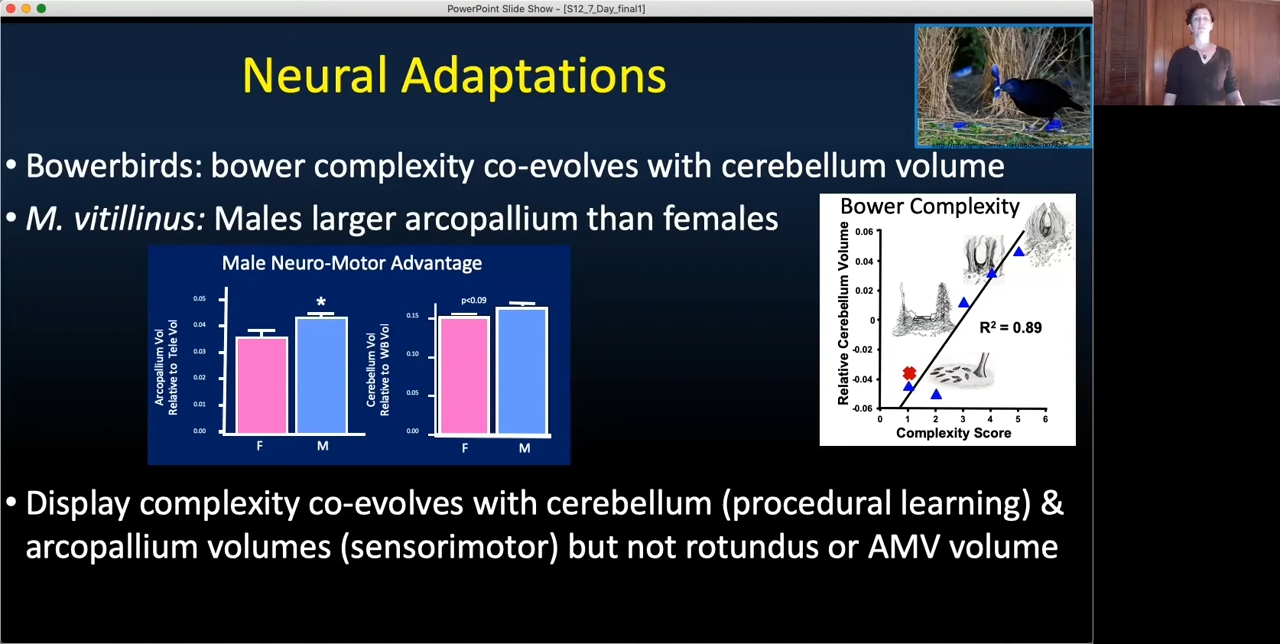 PowerPoint Slide Show - [S12_7_Day_final1]
Neural Adaptations
• Bowerbirds: bower complexity co-evolves with cerebellum volume
• M. vitillinus: Males larger arcopallium than females
Male Neuro-Motor Advantage
Arcopallium Vol
Relative to Tele Vol
0.05
0.04
0.03
0.02
0.01
0.00
*
F
M
Cerebellum Vol
Relative to WB Vol
p<0.09
0.15
0.10
0.05
0.00
F
M
Bower Complexity
Relative Cerebellum Volume
0.06
0.04
0.02
0
-0.02
-0.04
-0.06
R² = 0.89
0 1 2 3 4 5 6
Complexity Score
• Display complexity co-evolves with cerebellum (procedural learning) &
arcopallium volumes (sensorimotor) but not rotundus or AMV volume